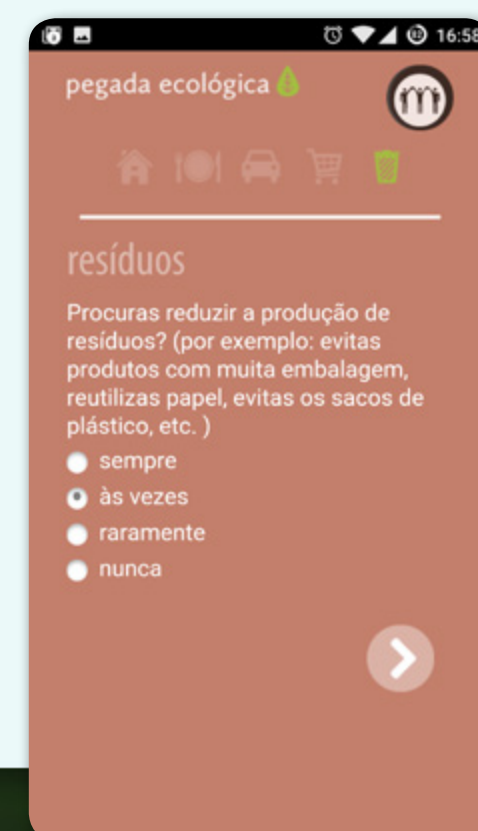 16:58
pegada ecológica
resíduos
Procuras reduzir a produção de
resíduos? (por exemplo: evitas
produtos com muita embalagem,
reutilizas papel, evitas os sacos de
plástico, etc. )
sempre
às vezes
raramente
nunca